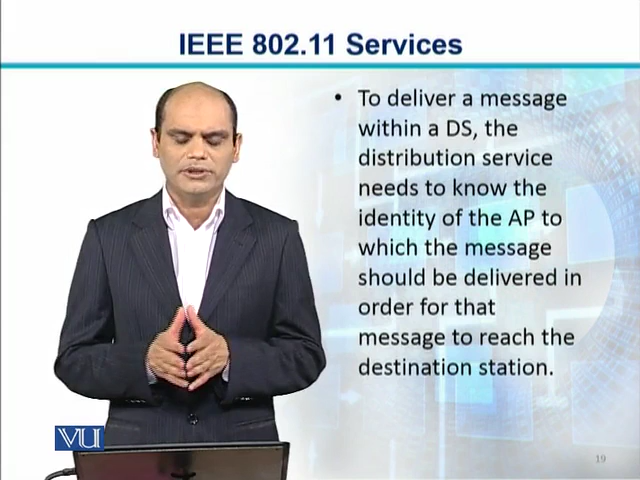 IEEE 802.11 Services
• To deliver a message
within a DS, the
distribution service
needs to know the
identity of the AP to
which the message
should be delivered in
order for that
message to reach the
destination station.
VU
19